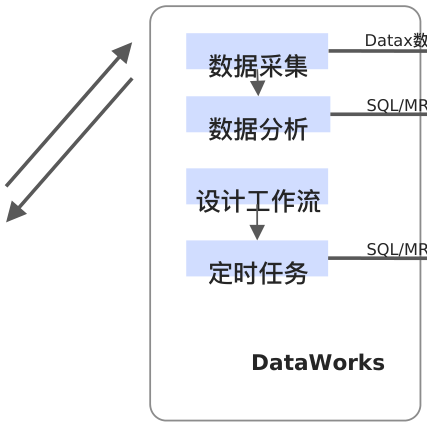 Datax数
数据采集
SQL/MR
数据分析
设计工作流
SQL/MR
定时任务
DataWorks